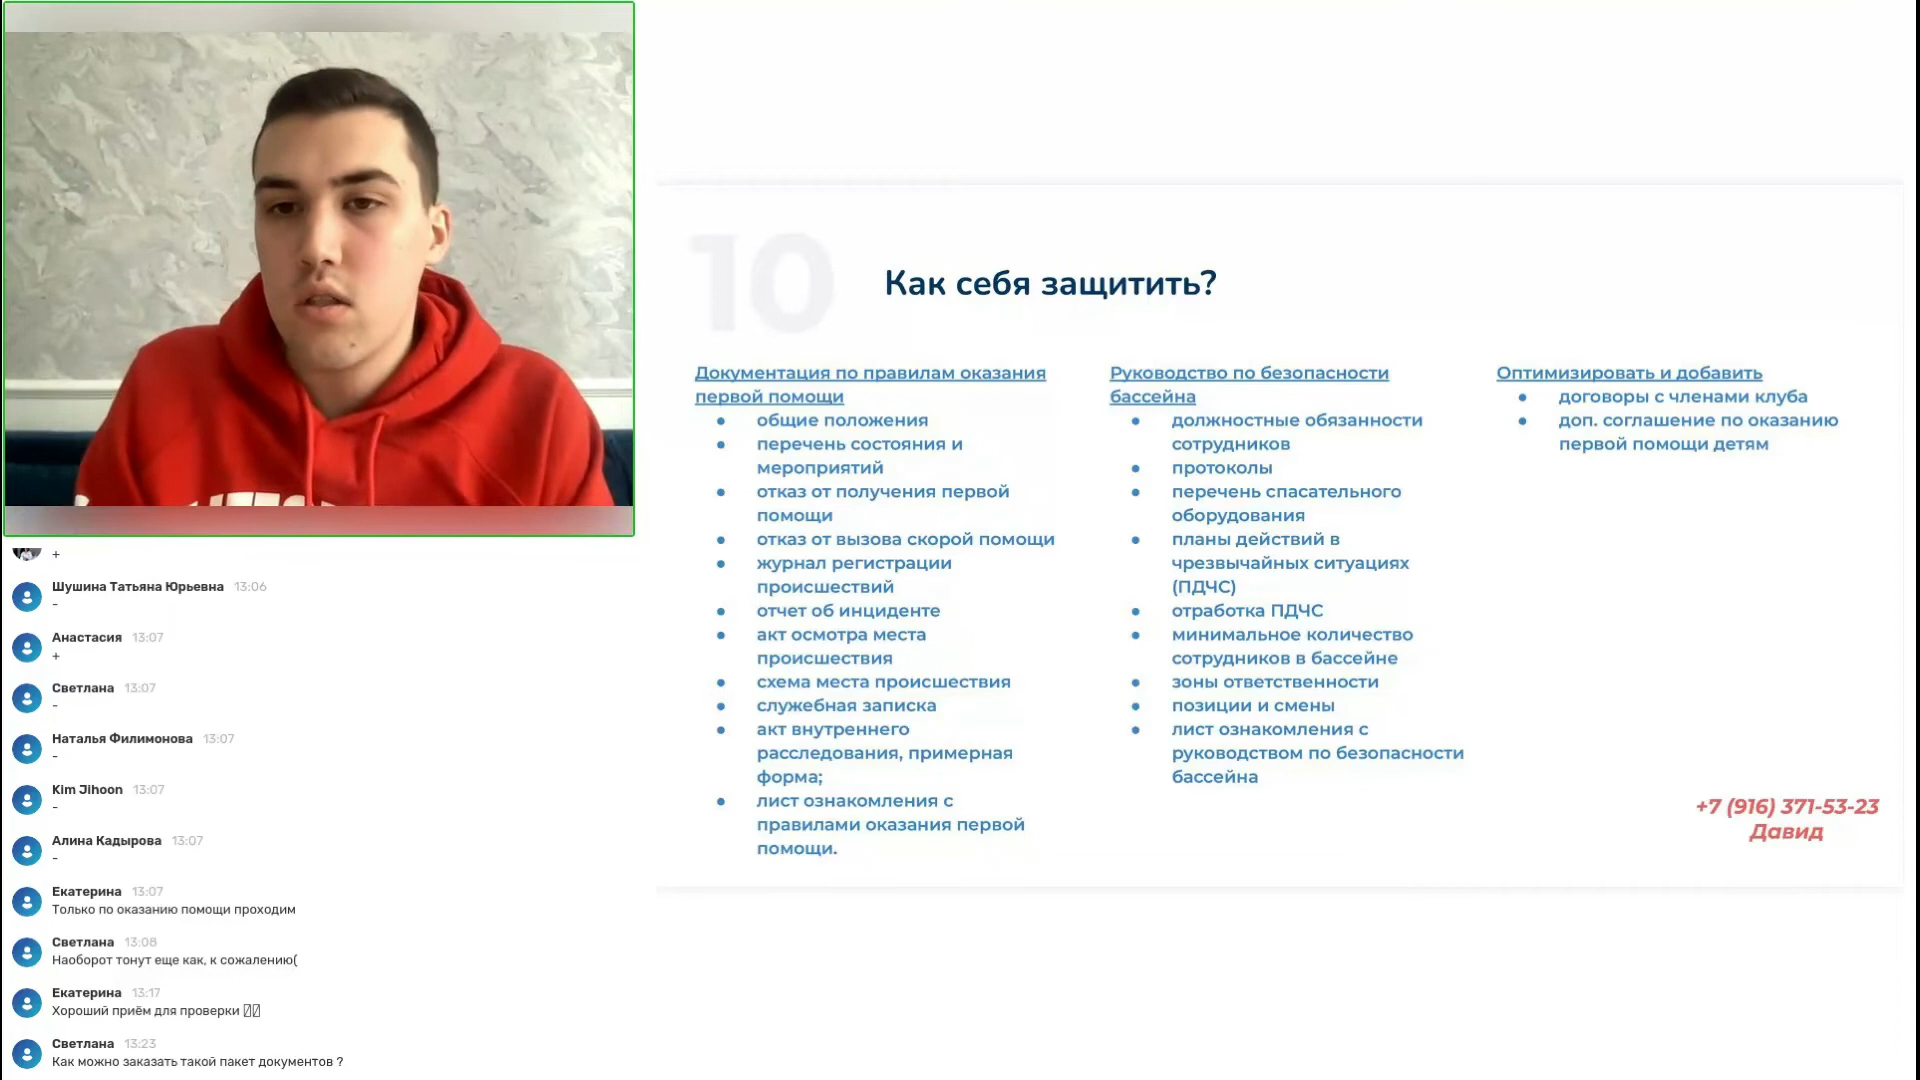 +
Шушина Татьяна Юрьевна 13:06
-
Анастасия 13:07
+
Светлана 13:07
-
Наталья Филимонова 13:07
-
Kim Jihoon 13:07
-
Алина Кадырова 13:07
-
Екатерина 13:07
Только по оказанию помощи проходим
Светлана 13:08
Наоборот тонут еще как, к сожалению(
Екатерина 13:17
Хороший приём для проверки
Светлана 13:23
Как можно заказать такой пакет документов ?
10
Как себя защитить?
Документация по правилам оказания
первой помощи
● общие положения
● перечень состояния и
мероприятий
● отказ от получения первой
помощи
● отказ от вызова скорой помощи
● журнал регистрации
происшествий
● отчет об инциденте
● акт осмотра места
происшествия
● схема места происшествия
● служебная записка
● акт внутреннего
расследования, примерная
форма;
● лист ознакомления с
правилами оказания первой
помощи.
Руководство по безопасности
бассейна
● должностные обязанности
сотрудников
● протоколы
● перечень спасательного
оборудования
● планы действий в
чрезвычайных ситуациях
(ПДЧС)
● отработка ПДЧС
● минимальное количество
сотрудников в бассейне
● зоны ответственности
● позиции и смены
● лист ознакомления с
руководством по безопасности
бассейна
Оптимизировать и добавить
● договоры с членами клуба
● доп. соглашение по оказанию
первой помощи детям
+7 (916) 371-53-23
Давид